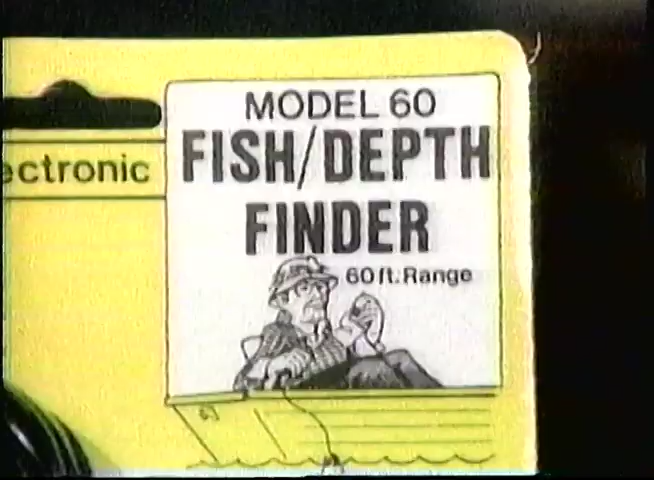 MODEL 60
ectronic
FISH/DEPTH
FINDER
60 ft. Range